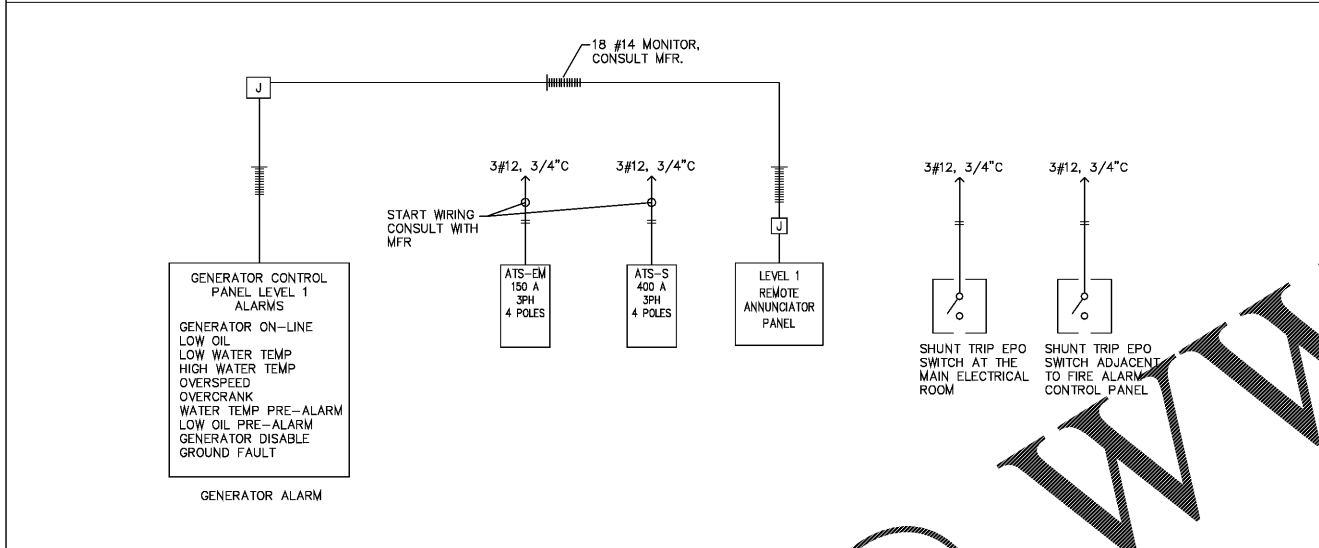 18 #14 MONITOR,
CONSULT MFR.
J
3#12, 3/4"C
3#12, 3/4"C
3#12, 3/4"C
3#12, 3/4"C
START WIRING
CONSULT WITH
MFR
J
GENERATOR CONTROL
PANEL LEVEL 1
ALARMS
GENERATOR ON-LINE
LOW OIL
LOW WATER TEMP
HIGH WATER TEMP
OVERSPEED
OVERCRANK
WATER TEMP PRE-ALARM
LOW OIL PRE-ALARM
GENERATOR DISABLE
GROUND FAULT
GENERATOR ALARM
ATS-EM
150 A
3PH
4 POLES
ATS-S
400 A
3PH
4 POLES
LEVEL 1
REMOTE
ANNUNCIATOR
PANEL
SHUNT TRIP EPO
SWITCH AT THE
MAIN ELECTRICAL
ROOM
SHUNT TRIP EPO
SWITCH ADJACENT
TO FIRE ALARM
CONTROL PANEL
WW